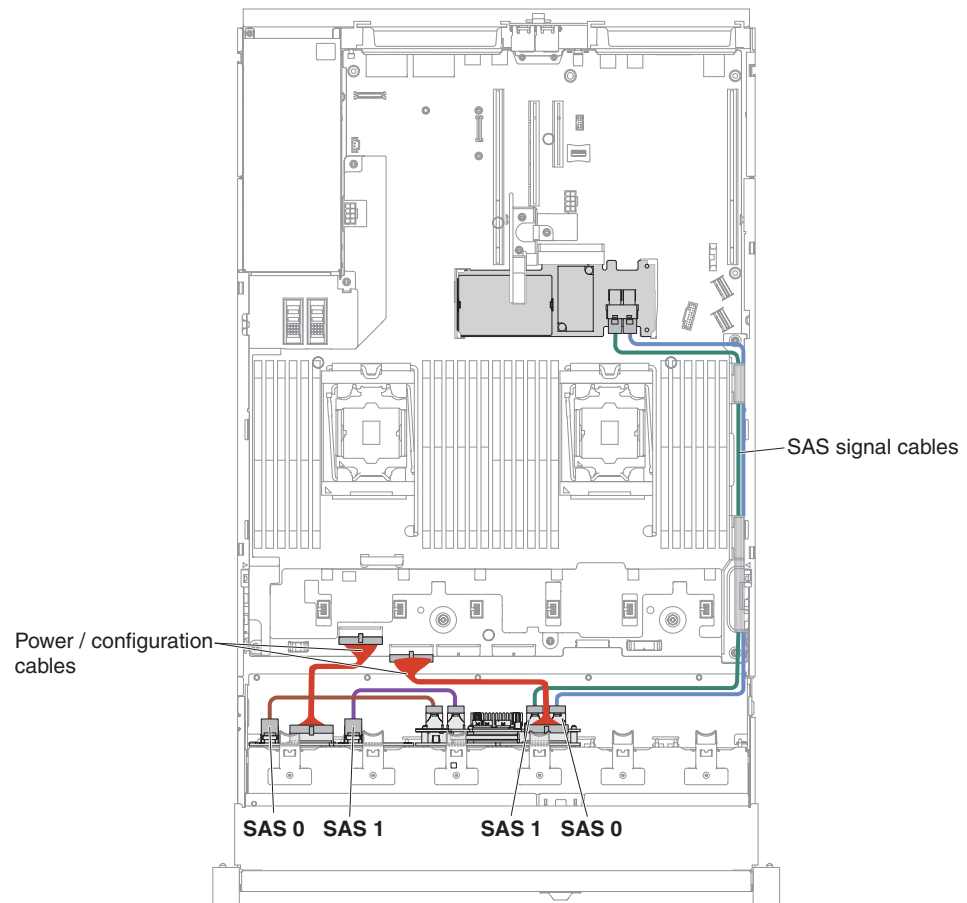 SAS signal cables
Power / configuration
cables
SAS 0 SAS 1 SAS 1 SAS 0